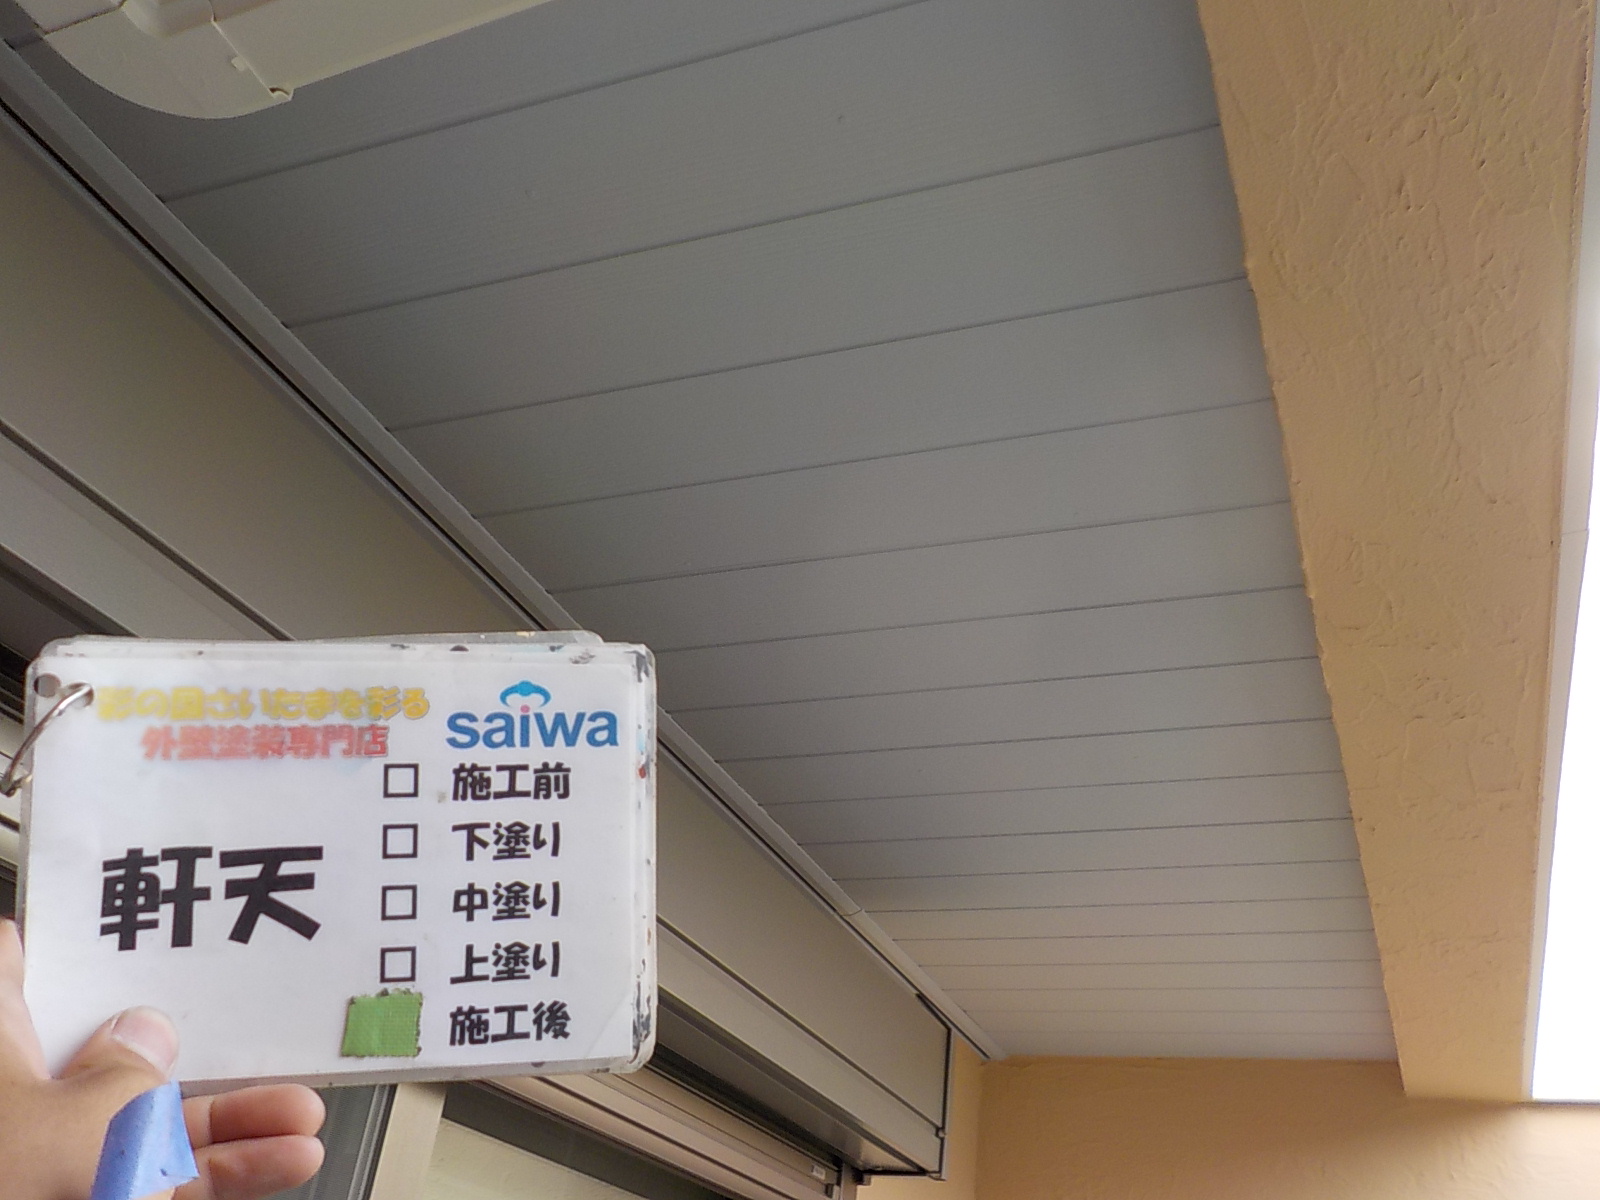 彩の国さいたまを彩る
外壁塗装専門店
saiwa
軒天
□ 施工前
□ 下塗り
□ 中塗り
□ 上塗り
施工後